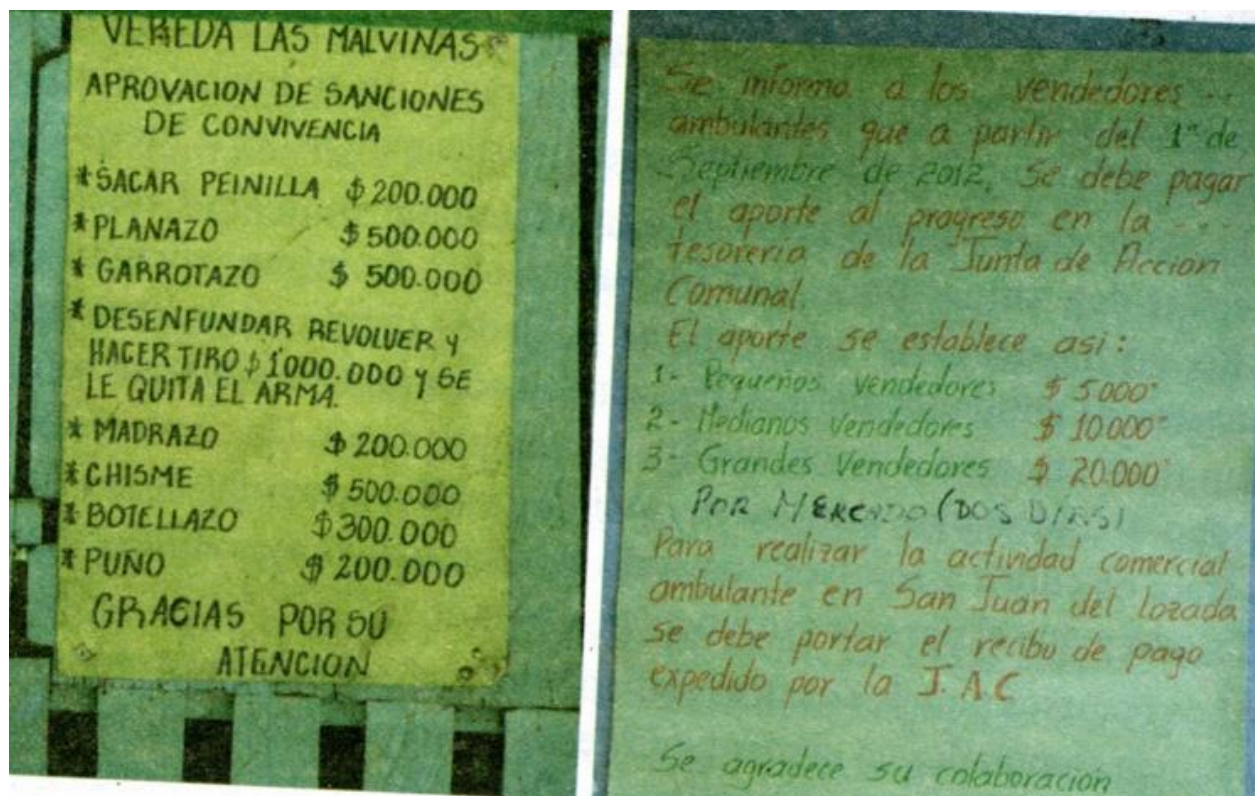 VEREDA LAS MALVINAS
APROVACION DE SANCIONES
DE CONVIVENCIA
* SACAR PEINILLA $200.000
* PLANAZO $500.000
* GARROTAZO $ 500.000
* DESENFUNDAR REVOLVER Y
HACER TIRO $1000.000 Y SE
LE QUITA EL ARMA.
* MADRAZO $200.000
* CHISME $500.000
* BOTELLAZO $300.000
* PUÑO $200.000
GRACIAS POR SU
ATENCION
Se informa a los vendedores
ambulantes que a partir del 1º de
Septiembre de 2012, se debe pagar
el aporte al progreso en la
tesoreria de la Junta de Accion
Comunal.
El aporte se establece asi:
1- Pequeños vendedores $ 5.000
2- Medianos Vendedores $ 10.000
3- Grandes Vendedores $ 20.000
POR MERCADO (DOS DIAS)
Para realizar la actividad comercial
ambulante en San Juan del lozada
se debe portar el recibo de pago
expedido por la J.A.C
Se agradece su colaboración